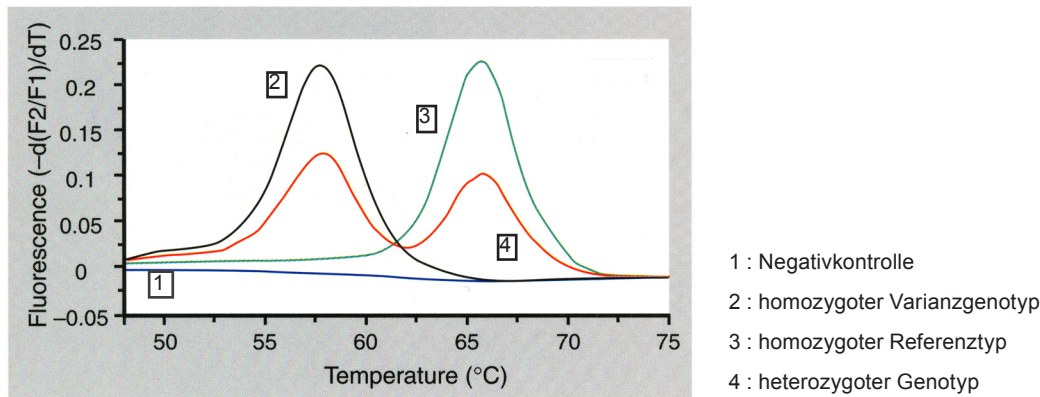 Fluorescence (–d(F2/F1)/dT)
0.25
0.2
0.15
0.1
0.05
0
–0.05
2
3
4
1
50 55 60 65 70 75
Temperature (°C)
1 : Negativkontrolle
2 : homozygoter Varianzgenotyp
3 : homozygoter Referenztyp
4 : heterozygoter Genotyp